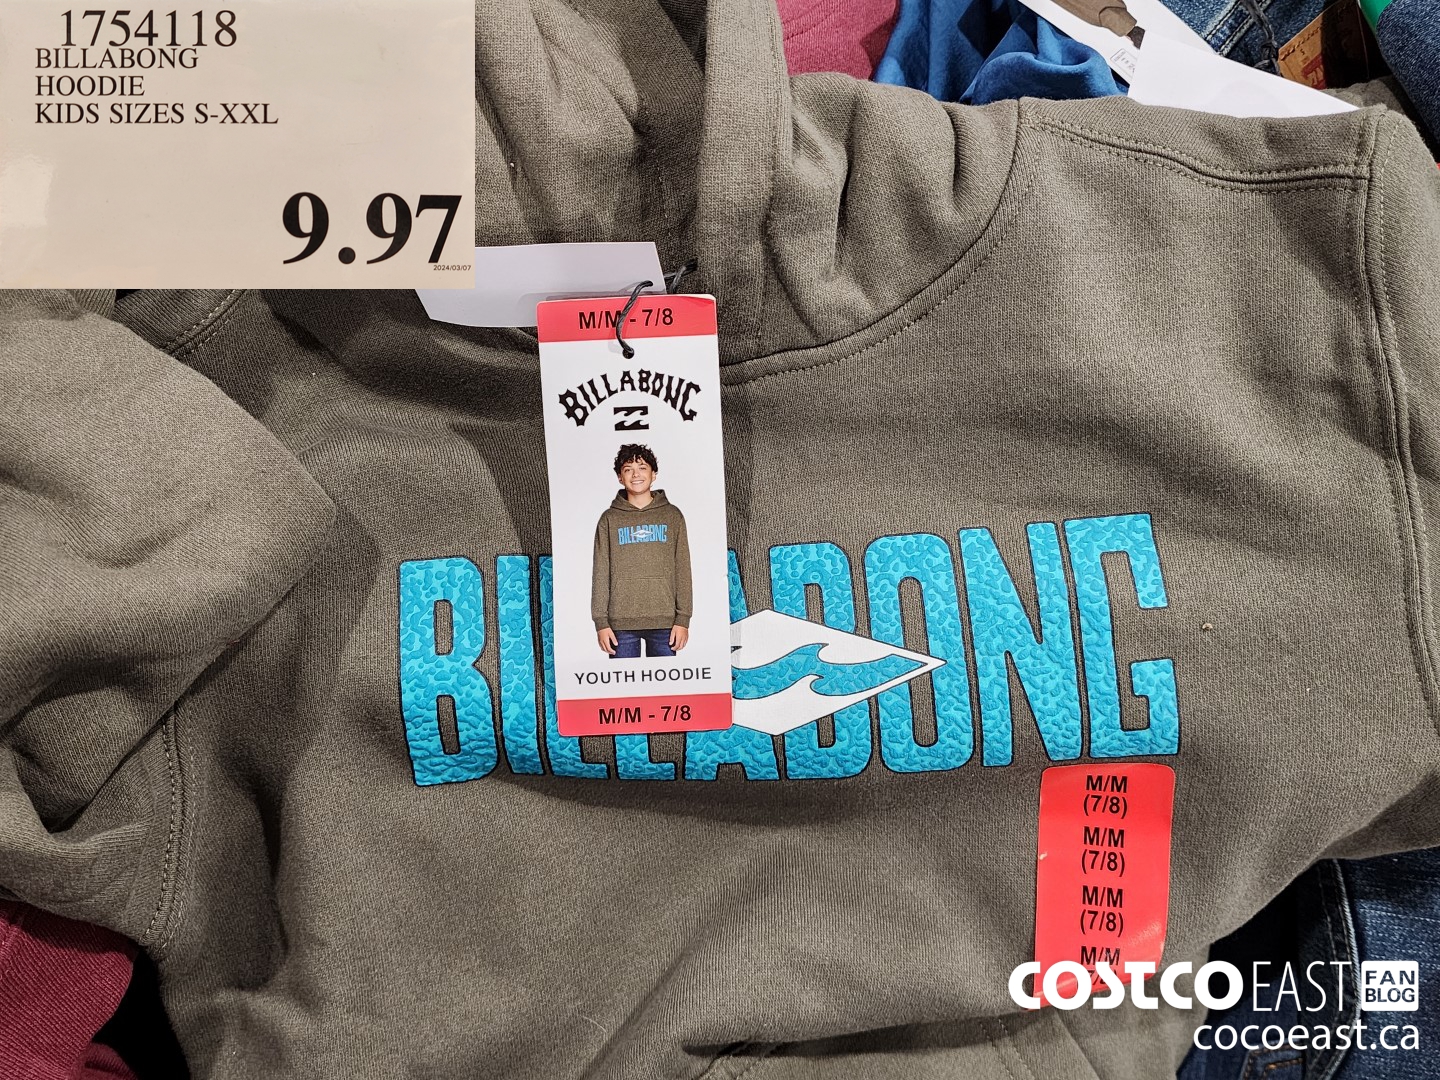 1754118
BILLABONG
HOODIE
KIDS SIZES S-XXL
9.97
2024/03/07
M/M - 7/8
BILLABONG
BILLABONG
YOUTH HOODIE
M/M - 7/8
BILLABONG
M/M
(7/8)
M/M
(7/8)
M/M
(7/8)
M/M
COSTCO EAST FAN BLOG
cocoeast.ca